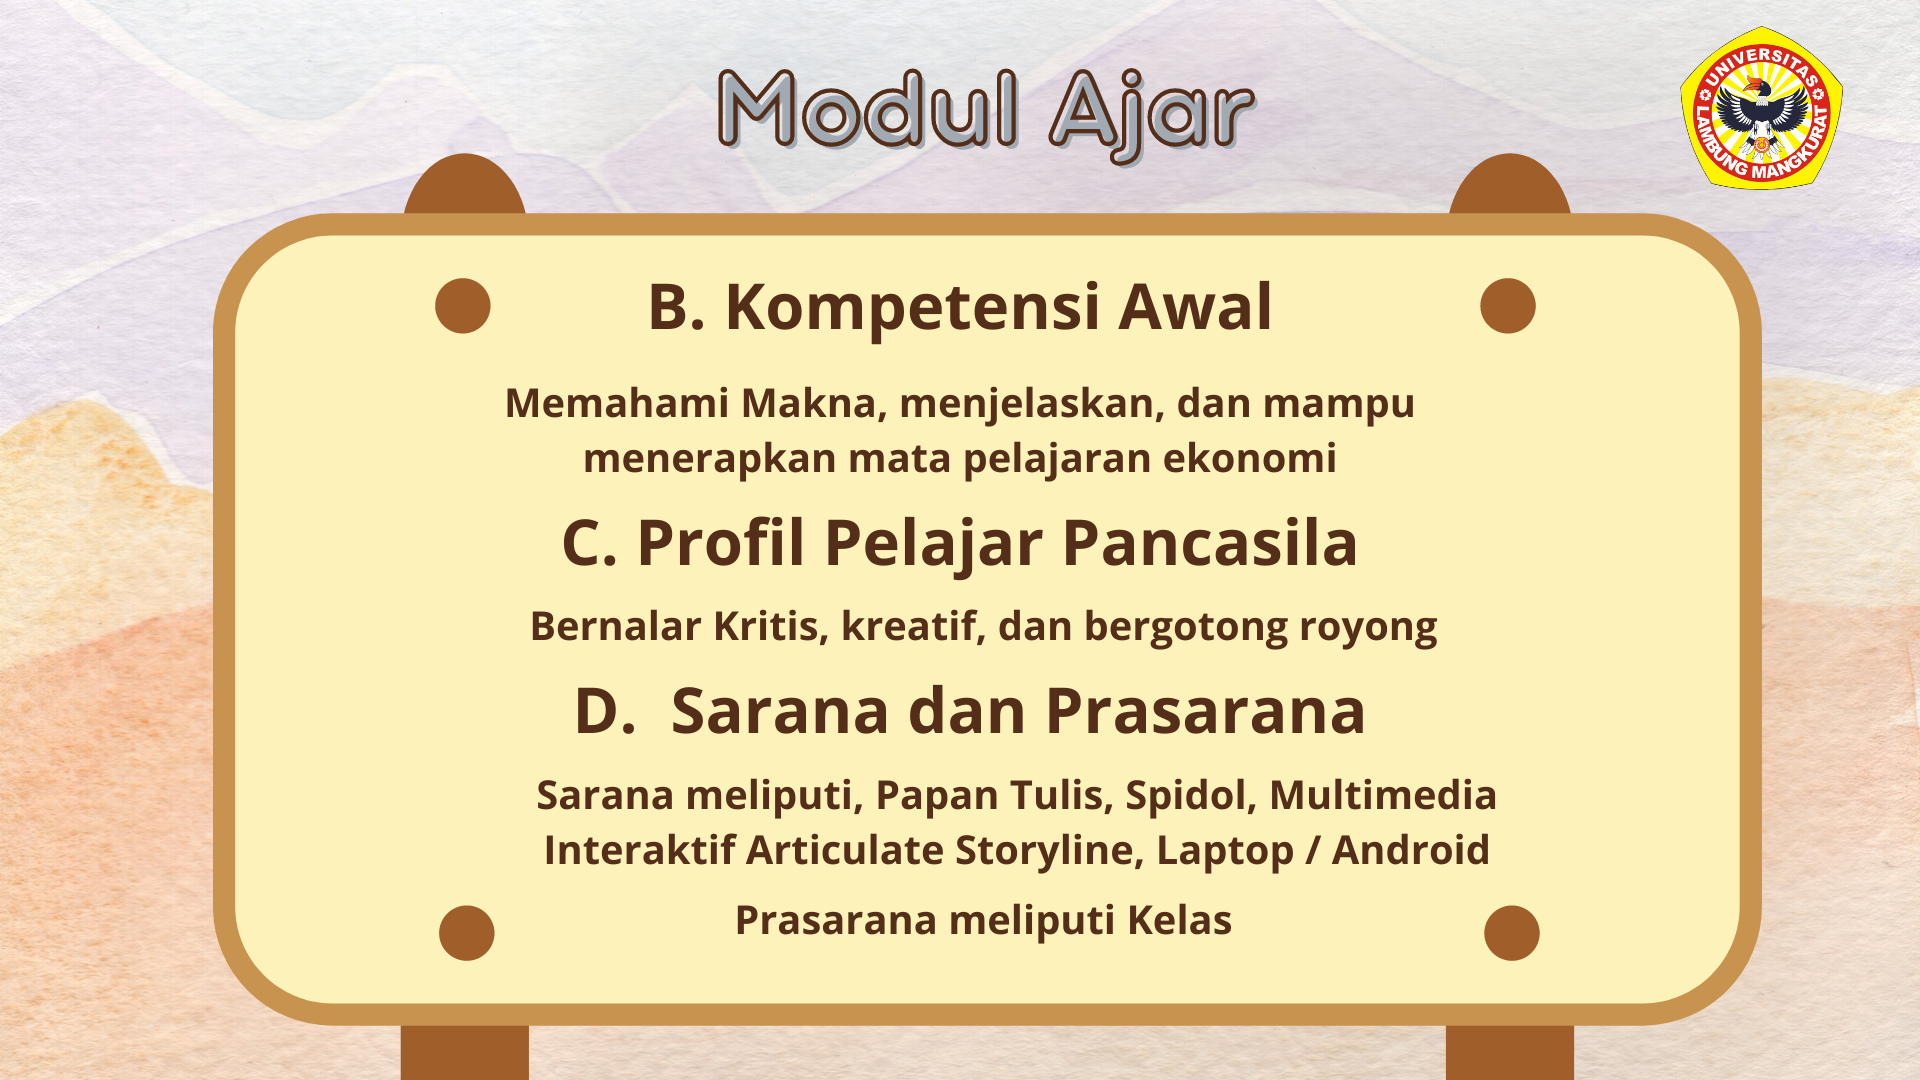 Modul Ajar
UNIVERSITAS
LAMBUNG MANGKURAT
B. Kompetensi Awal
Memahami Makna, menjelaskan, dan mampu
menerapkan mata pelajaran ekonomi
C. Profil Pelajar Pancasila
Bernalar Kritis, kreatif, dan bergotong royong
D. Sarana dan Prasarana
Sarana meliputi, Papan Tulis, Spidol, Multimedia
Interaktif Articulate Storyline, Laptop / Android
Prasarana meliputi Kelas